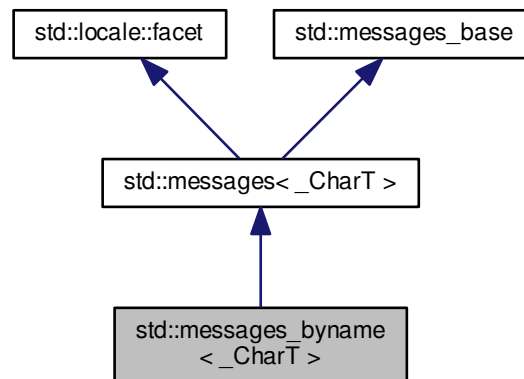 std::locale::facet
std::messages_base
std::messages< _CharT >
std::messages_byname
< _CharT >